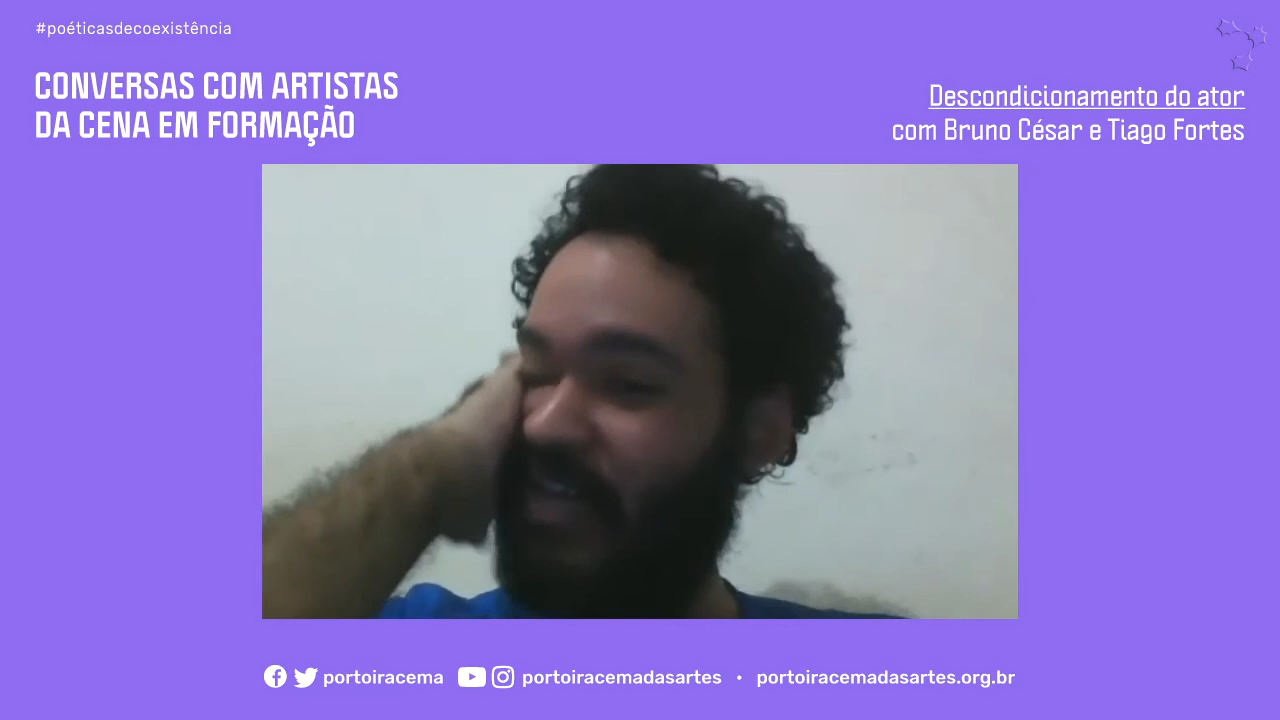 #poéticasdecoexistência
CONVERSAS COM ARTISTAS
DA CENA EM FORMAÇÃO
Descondicionamento do ator
com Bruno César e Tiago Fortes
portoiracema portoiracemadasartes • portoiracemadasartes.org.br